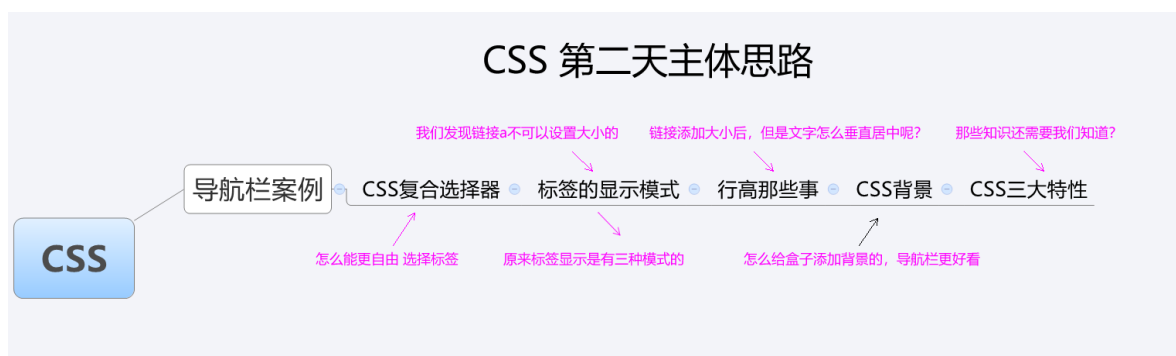 CSS 第二天主体思路
我们发现链接a不可以设置大小的
链接添加大小后，但是文字怎么垂直居中呢？
那些知识还需要我们知道？
导航栏案例
CSS复合选择器
标签的显示模式
行高那些事
CSS背景
CSS三大特性
CSS
怎么能更自由 选择标签
原来标签显示是有三种模式的
怎么给盒子添加背景的，导航栏更好看